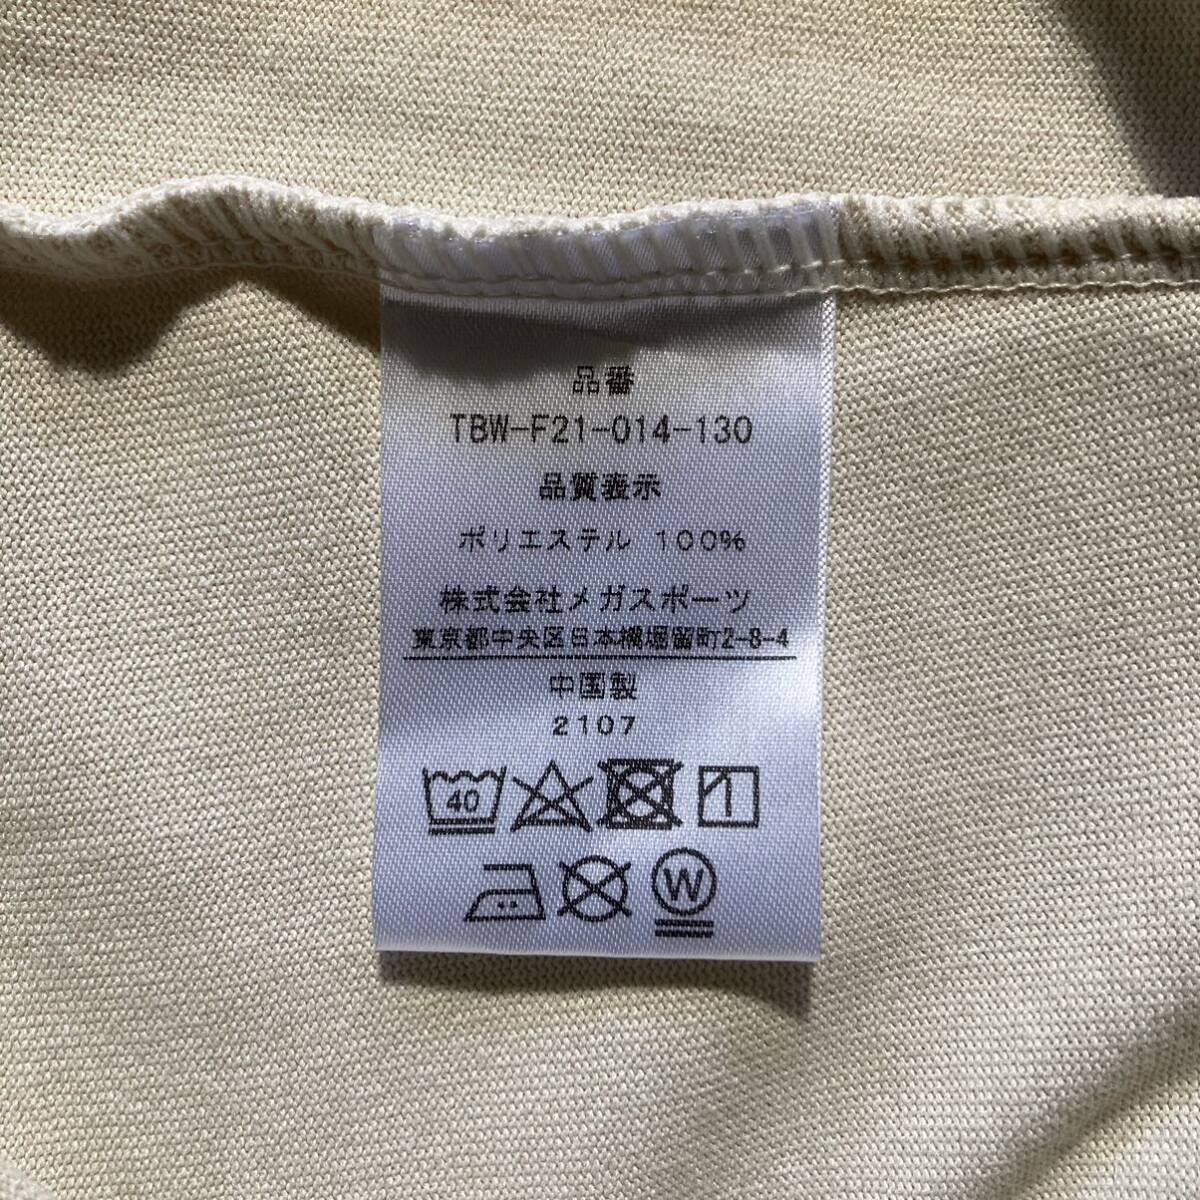 品番
TBW-F21-014-130
品質表示
ポリエステル 100%
株式会社メガスポーツ
東京都中央区日本橋堀留町2-8-4
中国製
2107
40
W